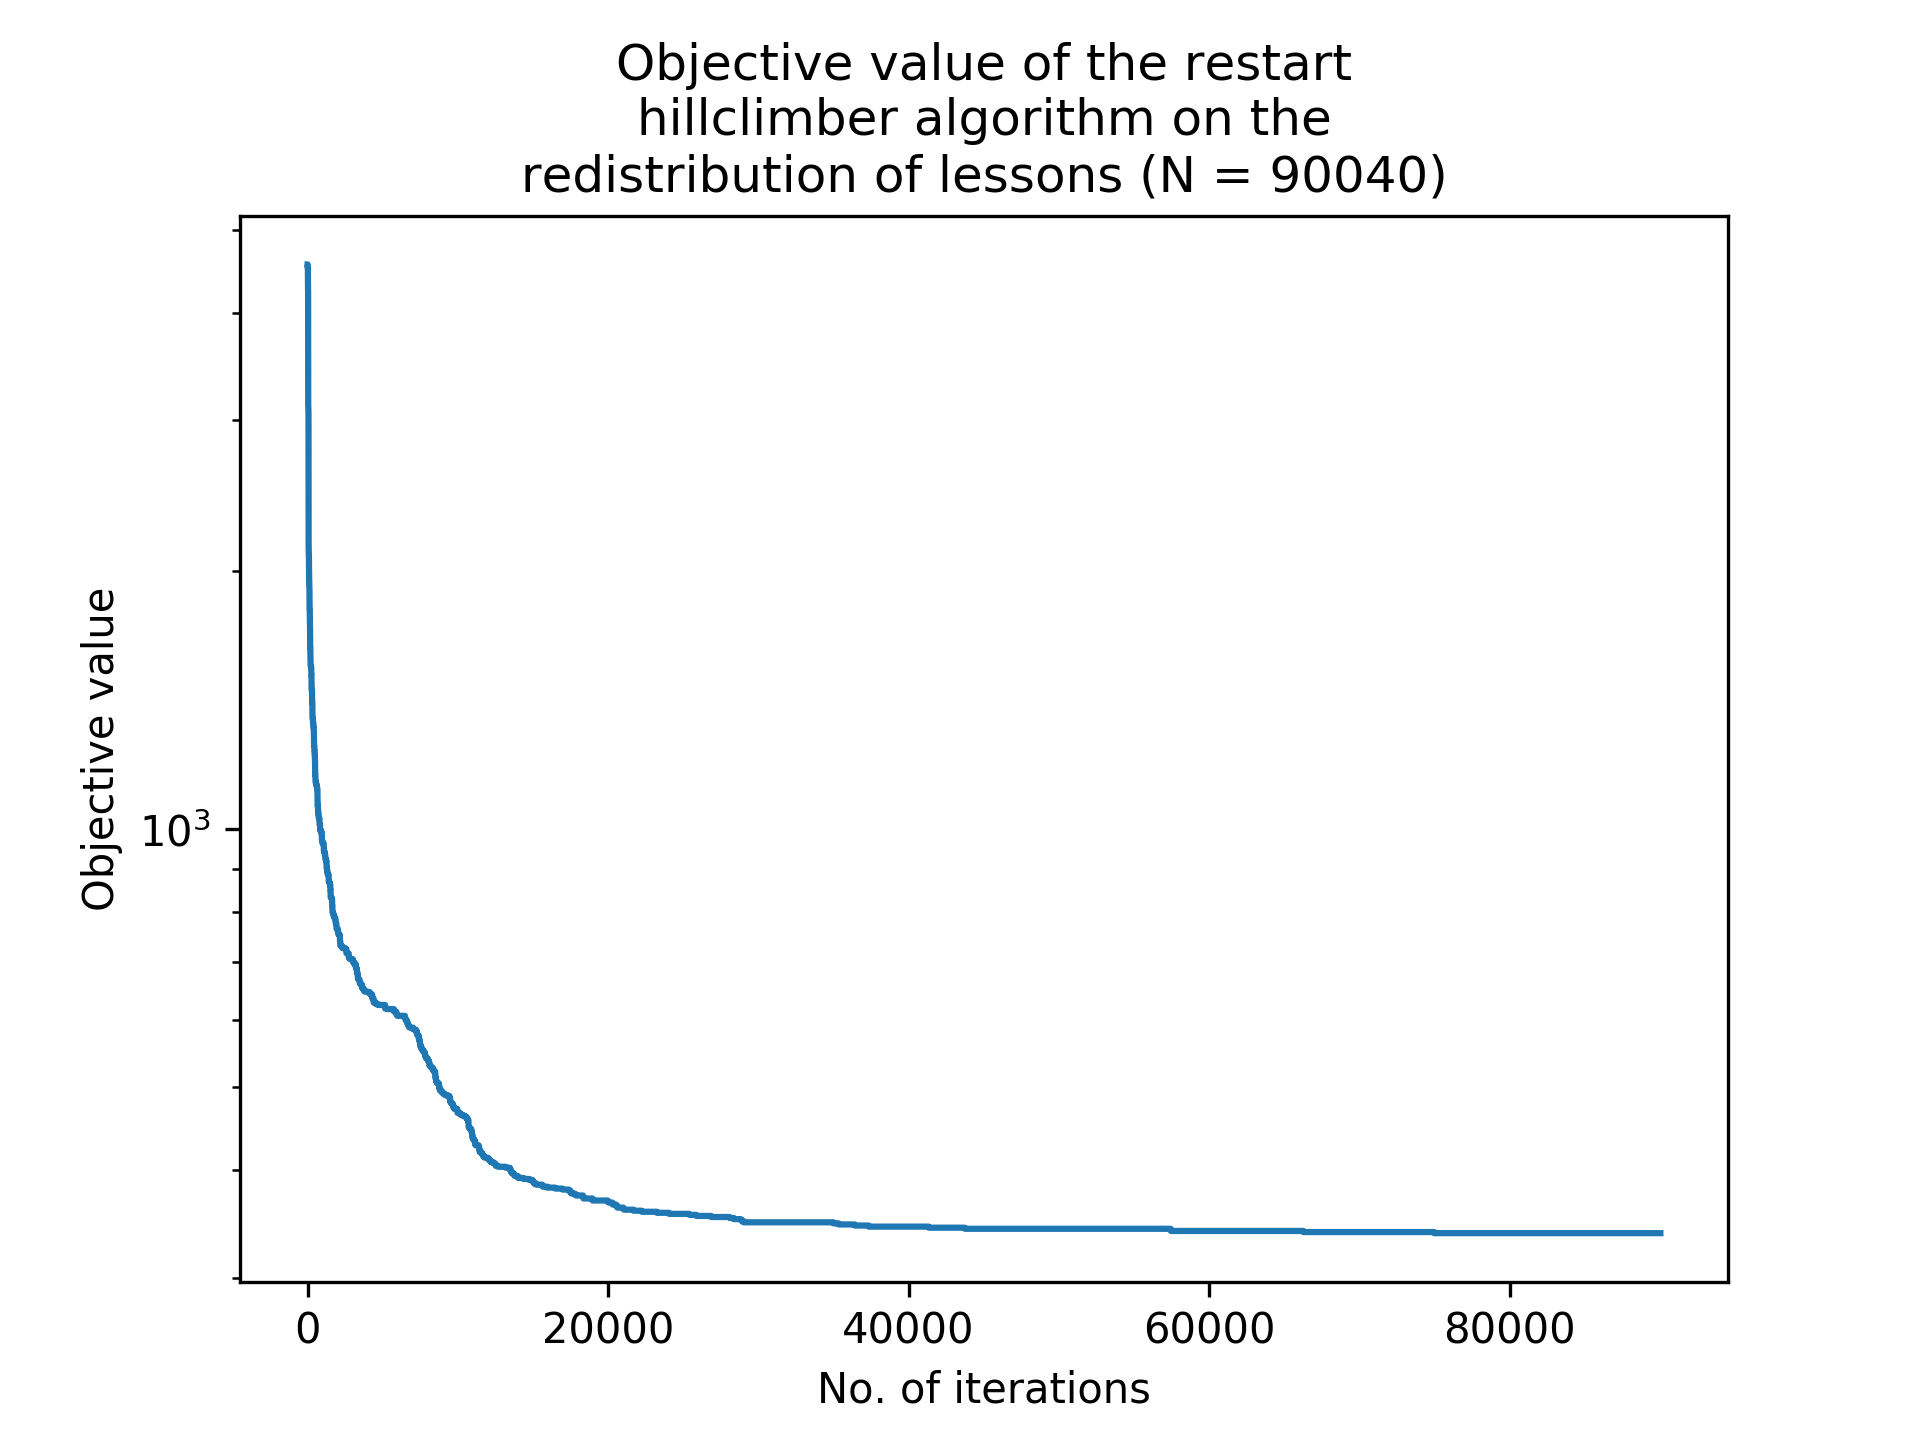 Objective value of the restart
hillclimber algorithm on the
redistribution of lessons (N = 90040)
Objective value
10³
0 20000 40000 60000 80000
No. of iterations